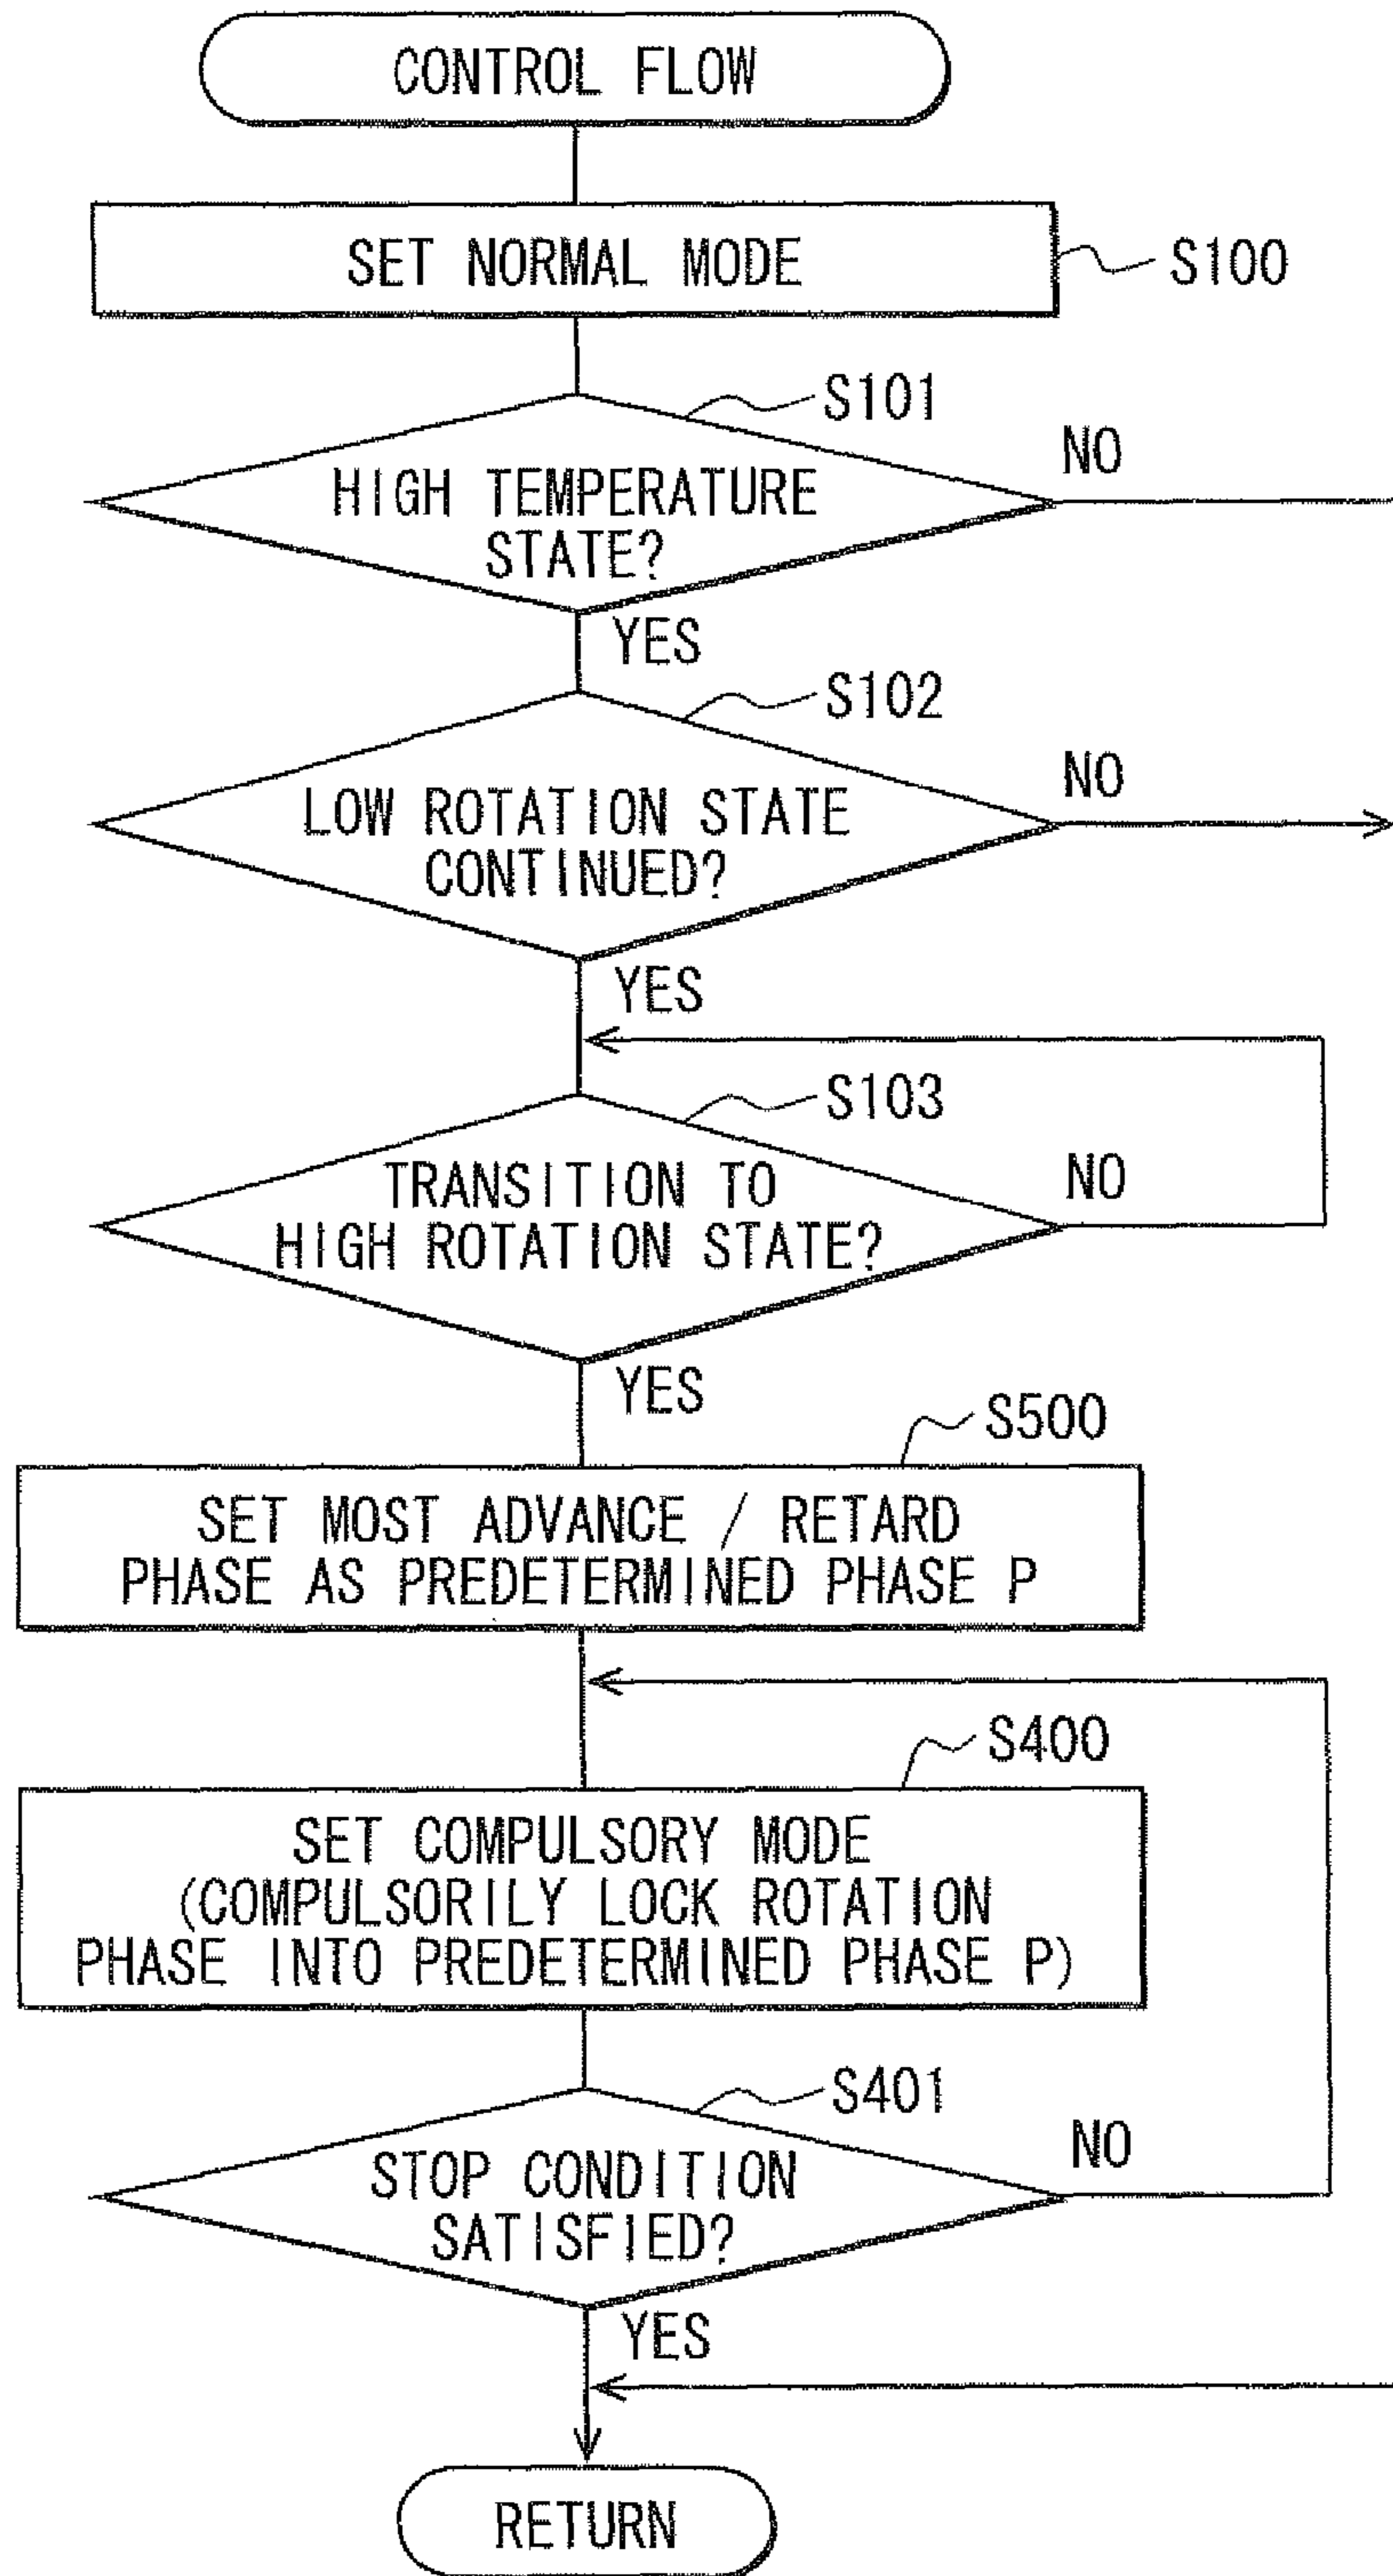 CONTROL FLOW
SET NORMAL MODE
S100
S101
NO
HIGH TEMPERATURE
STATE?
YES
S102
NO
LOW ROTATION STATE
CONTINUED?
YES
S103
TRANSITION TO
NO
HIGH ROTATION STATE?
YES
S500
SET MOST ADVANCE / RETARD
PHASE AS PREDETERMINED PHASE P
S400
SET COMPULSORY MODE
(COMPULSORILY LOCK ROTATION
PHASE INTO PREDETERMINED PHASE P)
S401
NO
STOP CONDITION
SATISFIED?
YES
RETURN